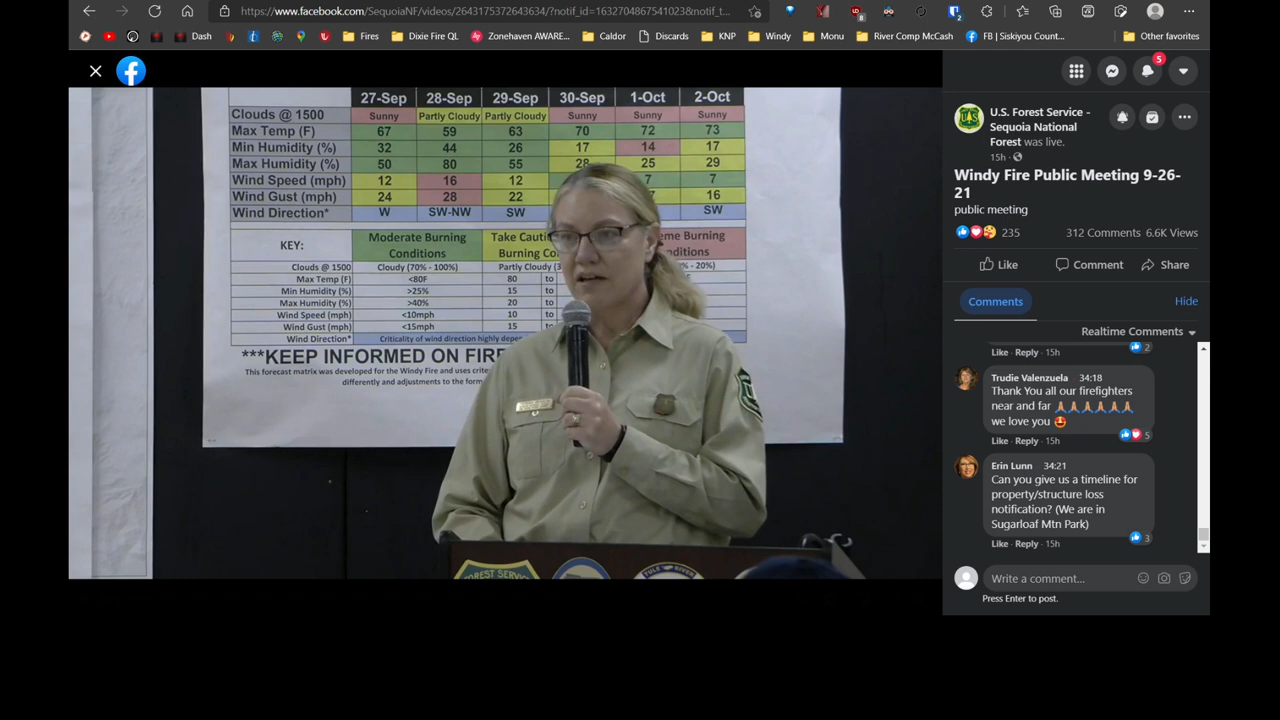 https://www.facebook.com/SequoiaNF/videos/2643175372643634/?notif_id=1632704867541023&notif_t...
8
2
Dash
Fires
Dixie Fire QL
Zonehaven AWARE...
Caldor
Discards
KNP
Windy
Monu
River Comp McCash
FB | Siskiyou Count...
Other favorites
5
27-Sep 28-Sep 29-Sep 30-Sep 1-Oct 2-Oct
Clouds @ 1500 Sunny Partly Cloudy Partly Cloudy Sunny Sunny Sunny
Max Temp (F) 67 59 63 70 72 73
Min Humidity (%) 32 44 26 17 14 17
Max Humidity (%) 50 80 55 28 25 29
Wind Speed (mph) 12 16 12 7 7
Wind Gust (mph) 24 28 22 7 16
Wind Direction* W SW-NW SW SW
KEY: Moderate Burning Conditions Take Cauti Burning Co eme Burning ditions
Clouds @ 1500 Cloudy (70% - 100%) Partly Cloudy (3 % - 20%)
Max Temp (F) <80F 80 to
Min Humidity (%) >25% 15 to
Max Humidity (%) >40% 20 to
Wind Speed (mph) <10mph 10 to
Wind Gust (mph) <15mph 15 to
Wind Direction* Criticality of wind direction highly depe
***KEEP INFORMED ON FIRE
This forecast matrix was developed for the Windy Fire and uses crite
differently and adjustments to the form
FOREST SERVICE
TULE RIVER
U.S. Forest Service -
Sequoia National
Forest was live.
15h ·
Windy Fire Public Meeting 9-26-
21
public meeting
235 312 Comments 6.6K Views
Like Comment Share
Comments Hide
Realtime Comments
Like · Reply · 15h 2
Trudie Valenzuela 34:18
Thank You all our firefighters
near and far 🙏🙏🙏🙏🙏🙏
we love you 🤩
Like · Reply · 15h 5
Erin Lunn 34:21
Can you give us a timeline for
property/structure loss
notification? (We are in
Sugarloaf Mtn Park)
Like · Reply · 15h 3
Write a comment...
Press Enter to post.